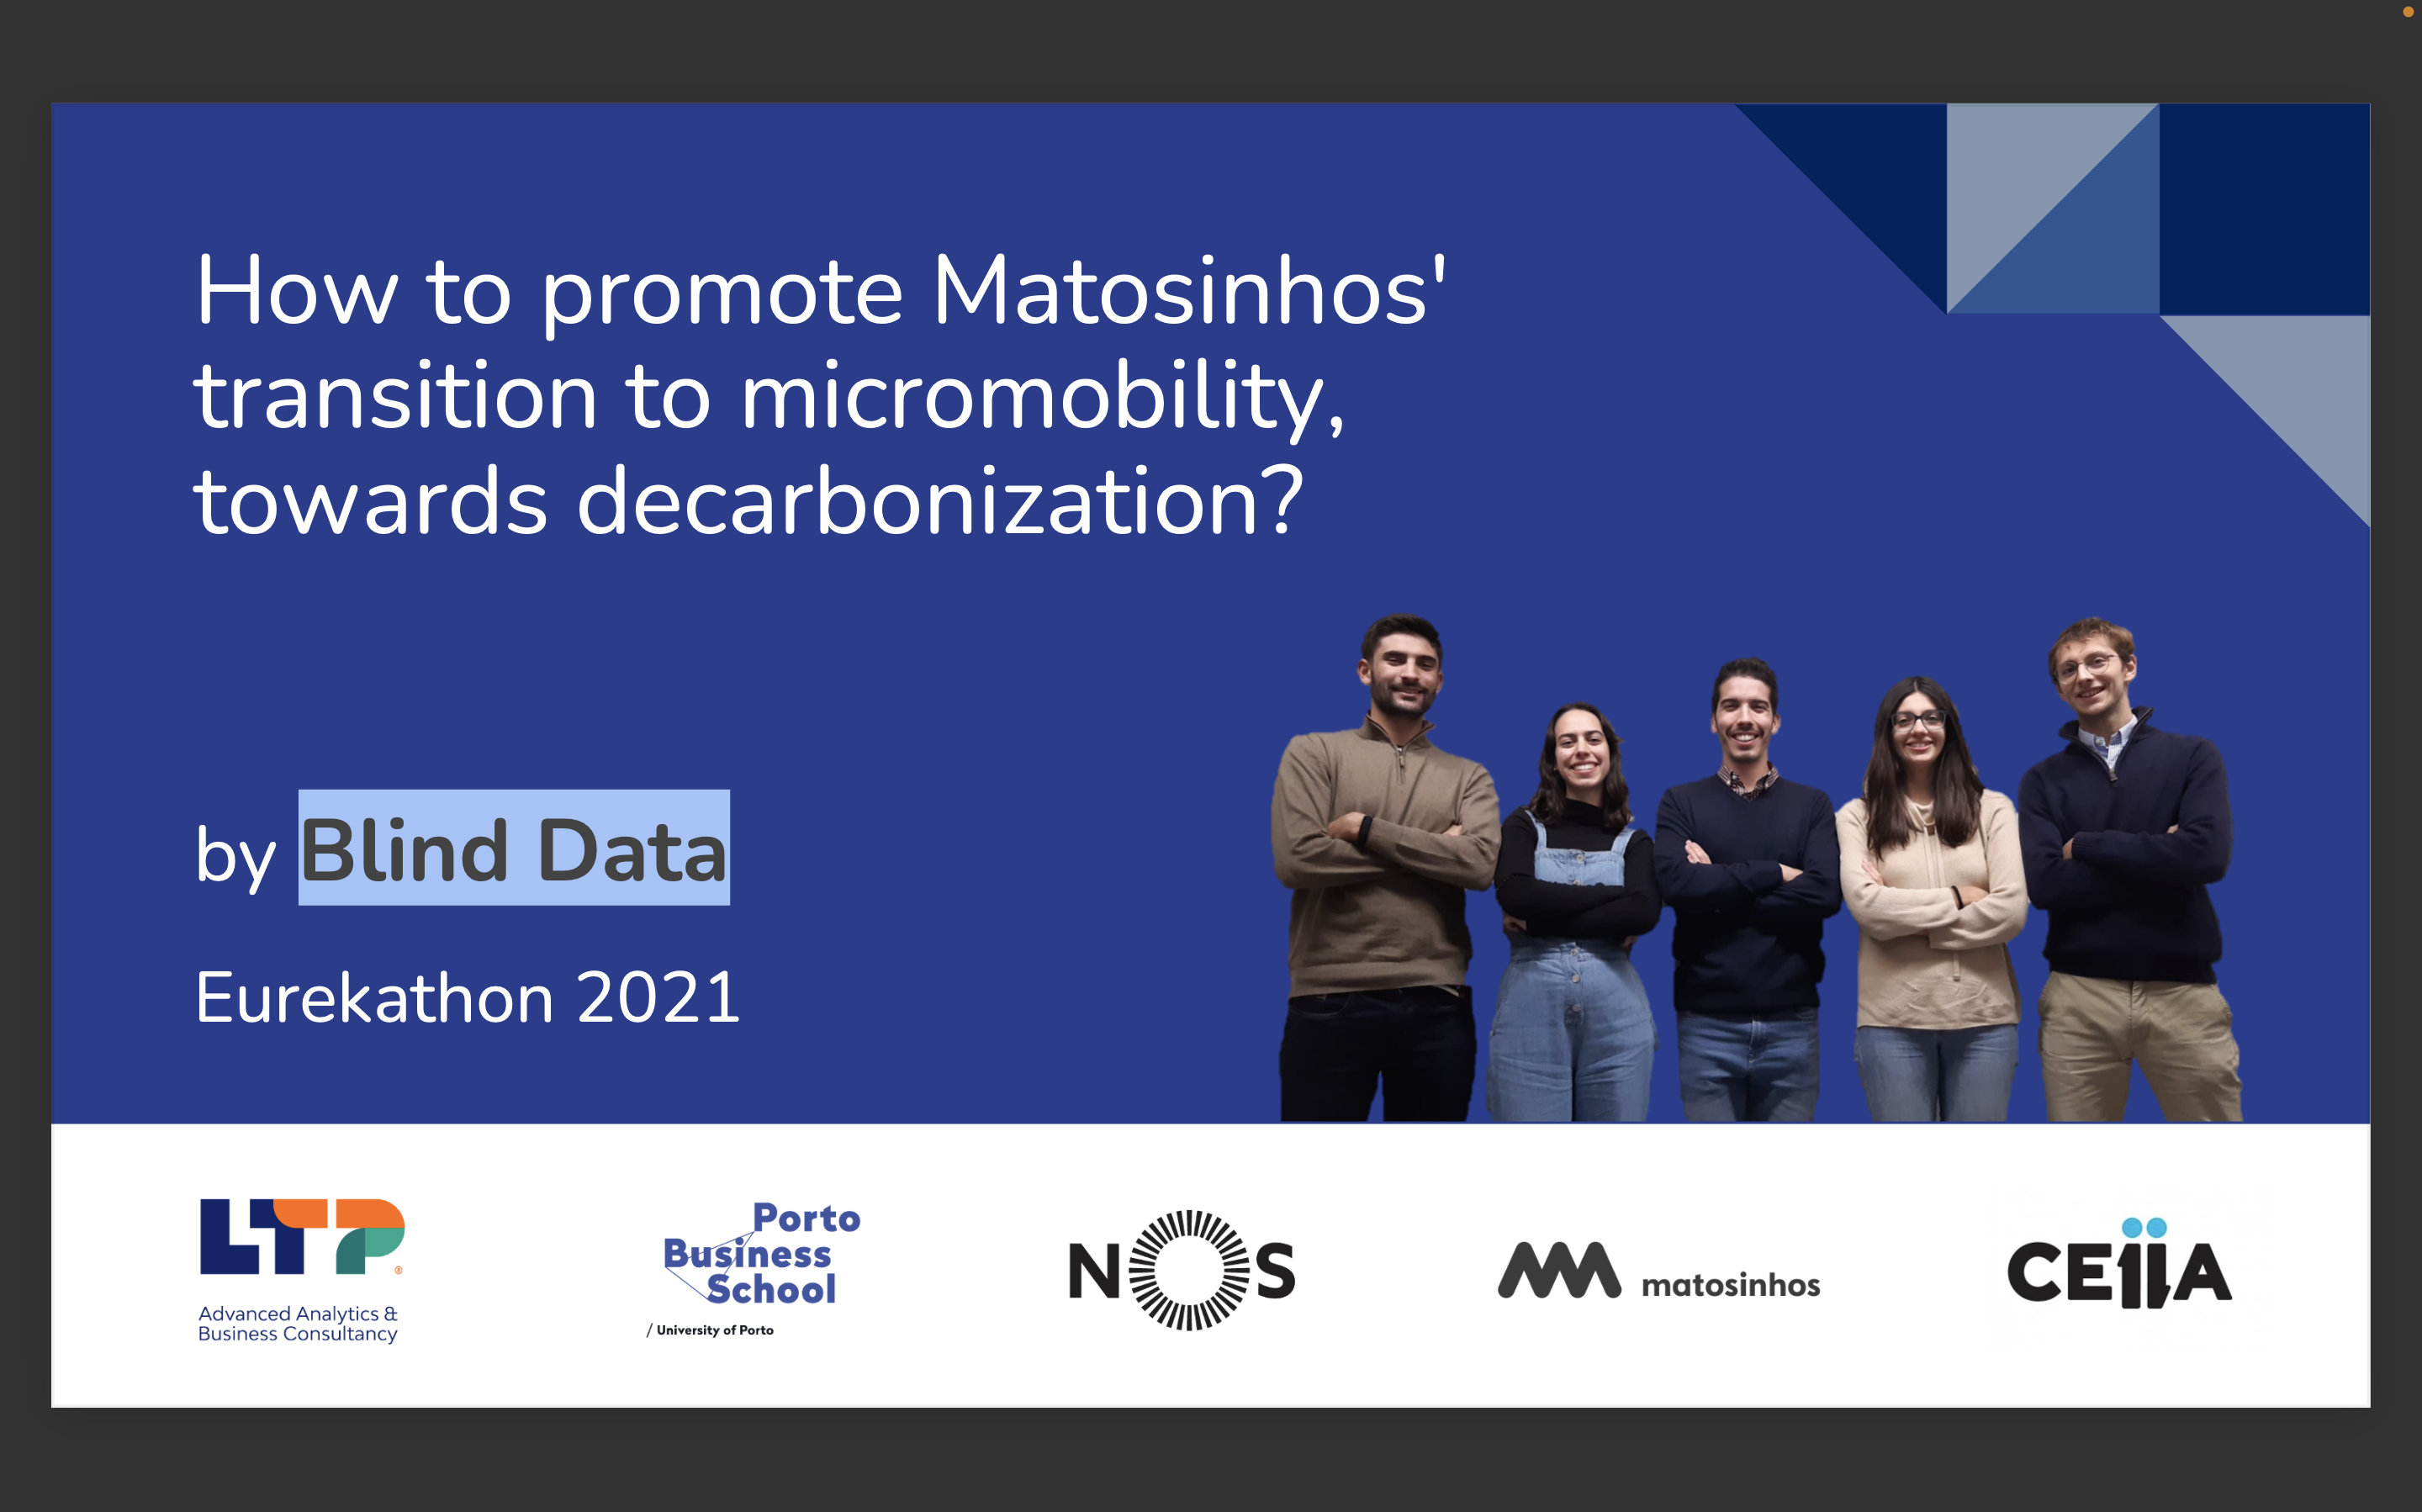 How to promote Matosinhos'
transition to micromobility,
towards decarbonization?
by Blind Data
Eurekathon 2021
LTP®
Advanced Analytics &
Business Consultancy
Porto
Business
School
/ University of Porto
NOS
matosinhos
CEiiA